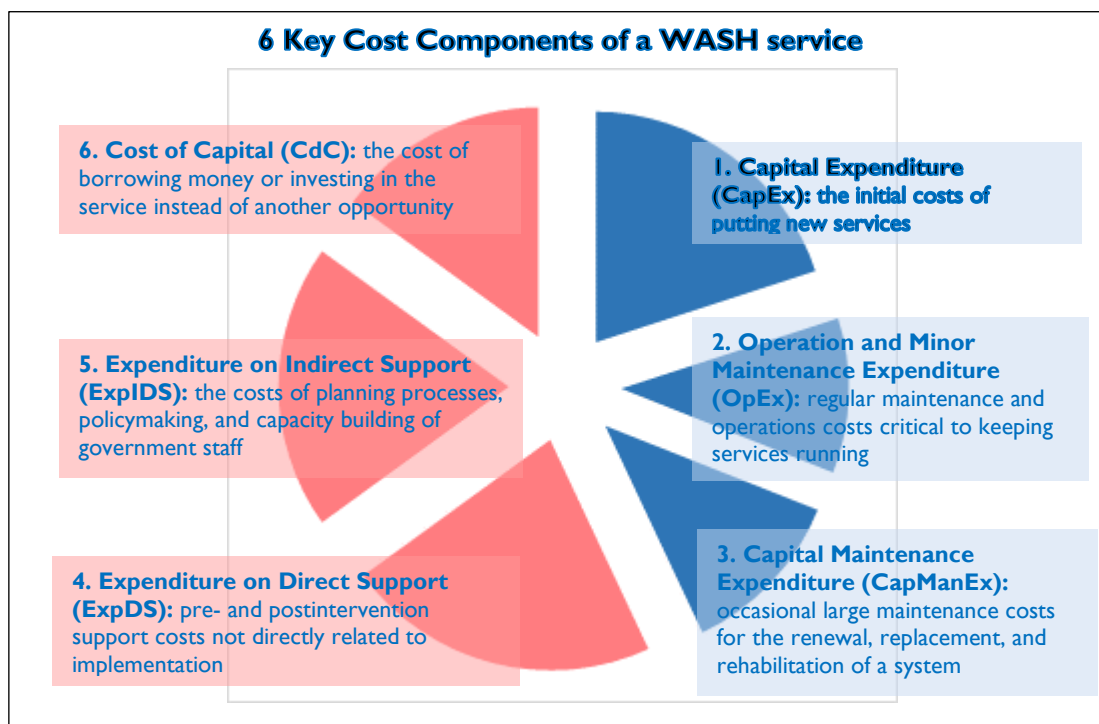 6 Key Cost Components of a WASH service
1. Capital Expenditure
(CapEx): the initial costs of
putting new services
2. Operation and Minor
Maintenance Expenditure
(OpEx): regular maintenance and
operations costs critical to keeping
services running
3. Capital Maintenance
Expenditure (CapManEx):
occasional large maintenance costs
for the renewal, replacement, and
rehabilitation of a system
4. Expenditure on Direct Support
(ExpDS): pre- and postintervention
support costs not directly related to
implementation
5. Expenditure on Indirect Support
(ExpIDS): the costs of planning processes,
policymaking, and capacity building of
government staff
6. Cost of Capital (CdC): the cost of
borrowing money or investing in the
service instead of another opportunity